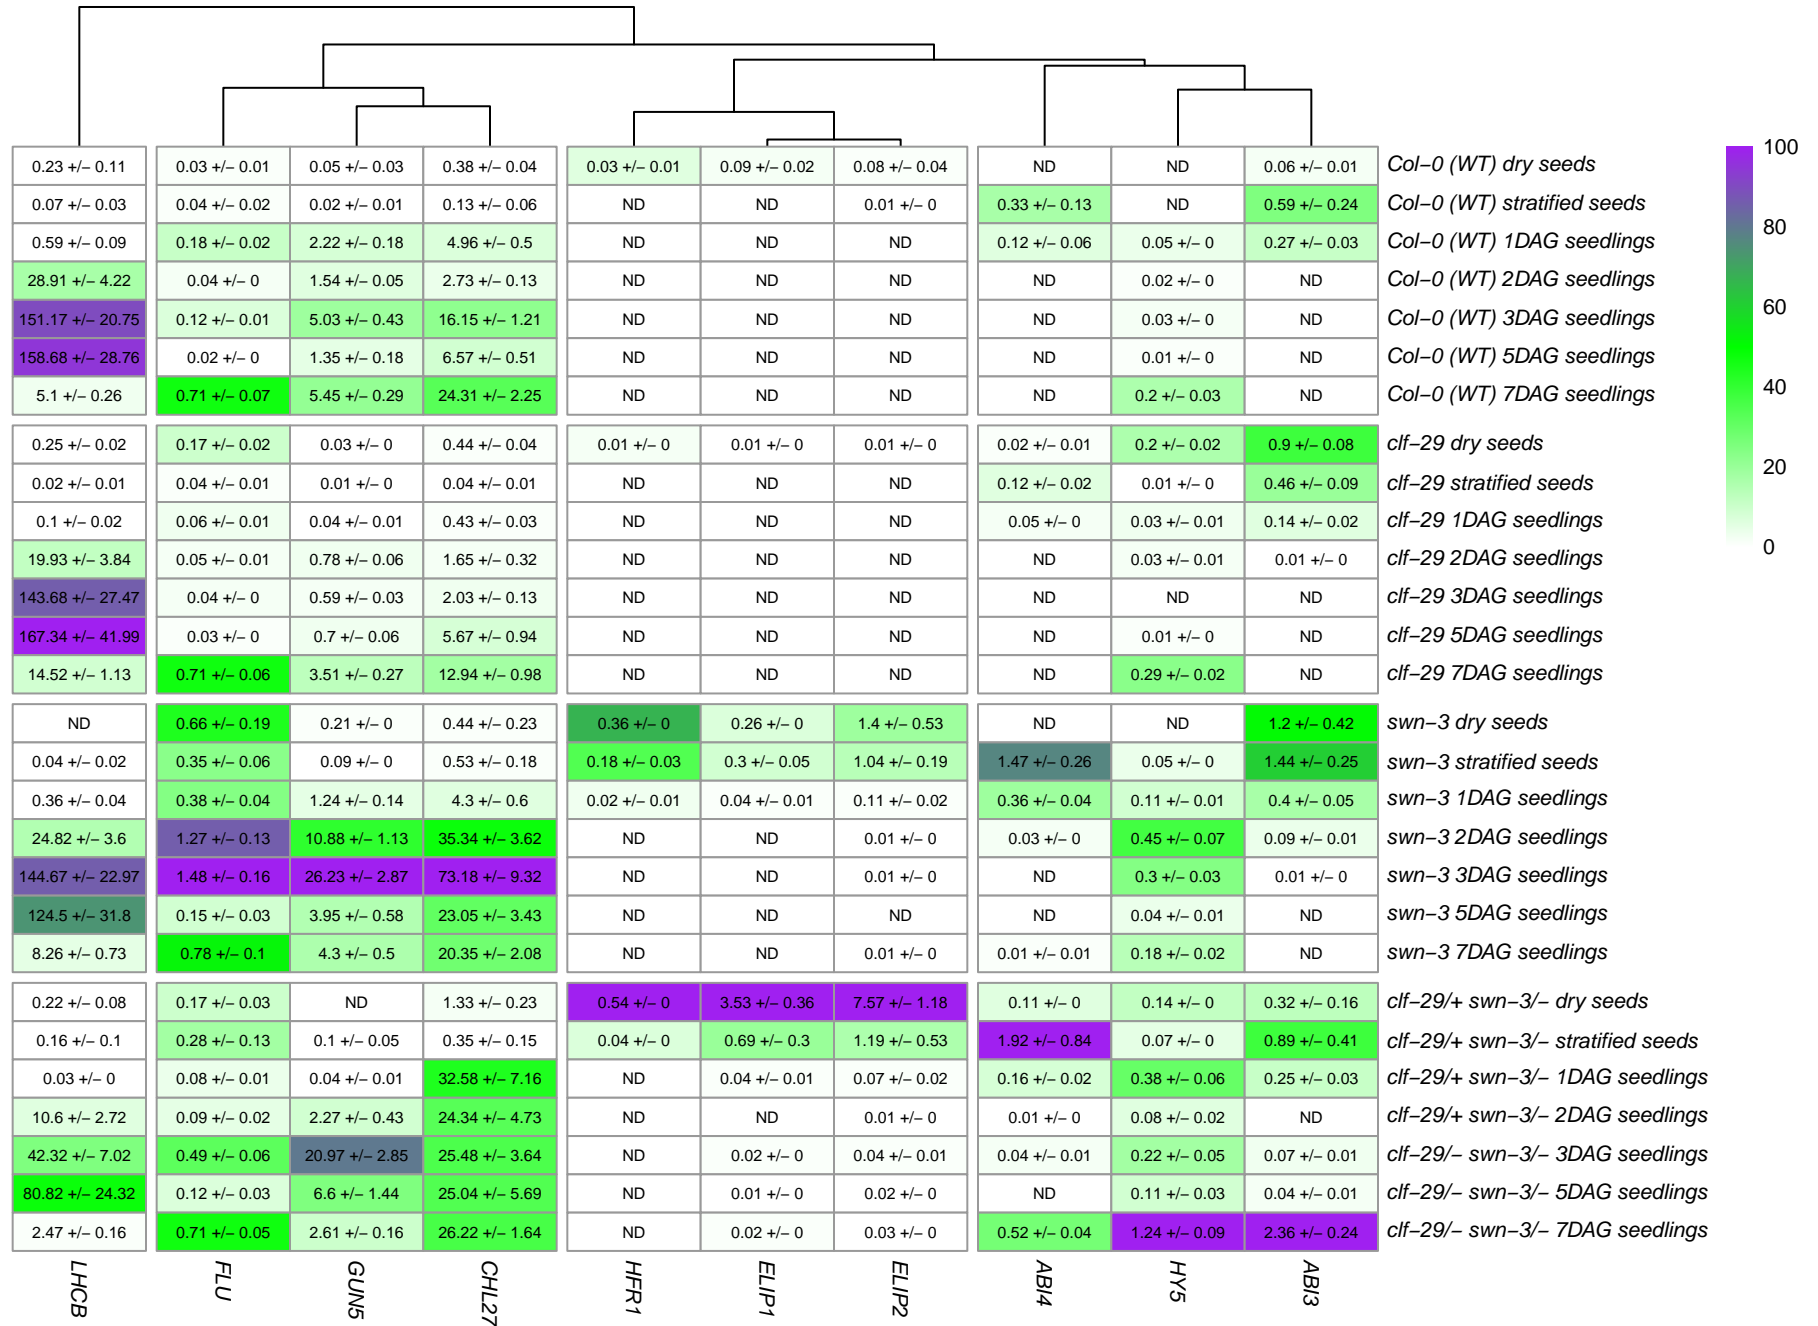 0.23 +/− 0.11 0.03 +/− 0.01 0.05 +/− 0.03 0.38 +/− 0.04 0.03 +/− 0.01 0.09 +/− 0.02 0.08 +/− 0.04 ND ND 0.06 +/− 0.01 Col−0 (WT) dry seeds
0.07 +/− 0.03 0.04 +/− 0.02 0.02 +/− 0.01 0.13 +/− 0.06 ND ND 0.01 +/− 0 0.33 +/− 0.13 ND 0.59 +/− 0.24 Col−0 (WT) stratified seeds
0.59 +/− 0.09 0.18 +/− 0.02 2.22 +/− 0.18 4.96 +/− 0.5 ND ND ND 0.12 +/− 0.06 0.05 +/− 0 0.27 +/− 0.03 Col−0 (WT) 1DAG seedlings
28.91 +/− 4.22 0.04 +/− 0 1.54 +/− 0.05 2.73 +/− 0.13 ND ND ND ND 0.02 +/− 0 ND Col−0 (WT) 2DAG seedlings
151.17 +/− 20.75 0.12 +/− 0.01 5.03 +/− 0.43 16.15 +/− 1.21 ND ND ND ND 0.03 +/− 0 ND Col−0 (WT) 3DAG seedlings
158.68 +/− 28.76 0.02 +/− 0 1.35 +/− 0.18 6.57 +/− 0.51 ND ND ND ND 0.01 +/− 0 ND Col−0 (WT) 5DAG seedlings
5.1 +/− 0.26 0.71 +/− 0.07 5.45 +/− 0.29 24.31 +/− 2.25 ND ND ND ND 0.2 +/− 0.03 ND Col−0 (WT) 7DAG seedlings
0.25 +/− 0.02 0.17 +/− 0.02 0.03 +/− 0 0.44 +/− 0.04 0.01 +/− 0 0.01 +/− 0 0.01 +/− 0 0.02 +/− 0.01 0.2 +/− 0.02 0.9 +/− 0.08 clf−29 dry seeds
0.02 +/− 0.01 0.04 +/− 0.01 0.01 +/− 0 0.04 +/− 0.01 ND ND ND 0.12 +/− 0.02 0.01 +/− 0 0.46 +/− 0.09 clf−29 stratified seeds
0.1 +/− 0.02 0.06 +/− 0.01 0.04 +/− 0.01 0.43 +/− 0.03 ND ND ND 0.05 +/− 0 0.03 +/− 0.01 0.14 +/− 0.02 clf−29 1DAG seedlings
19.93 +/− 3.84 0.05 +/− 0.01 0.78 +/− 0.06 1.65 +/− 0.32 ND ND ND ND 0.03 +/− 0.01 0.01 +/− 0 clf−29 2DAG seedlings
143.68 +/− 27.47 0.04 +/− 0 0.59 +/− 0.03 2.03 +/− 0.13 ND ND ND ND ND ND clf−29 3DAG seedlings
167.34 +/− 41.99 0.03 +/− 0 0.7 +/− 0.06 5.67 +/− 0.94 ND ND ND ND 0.01 +/− 0 ND clf−29 5DAG seedlings
14.52 +/− 1.13 0.71 +/− 0.06 3.51 +/− 0.27 12.94 +/− 0.98 ND ND ND ND 0.29 +/− 0.02 ND clf−29 7DAG seedlings
ND 0.66 +/− 0.19 0.21 +/− 0 0.44 +/− 0.23 0.36 +/− 0 0.26 +/− 0 1.4 +/− 0.53 ND ND 1.2 +/− 0.42 swn−3 dry seeds
0.04 +/− 0.02 0.35 +/− 0.06 0.09 +/− 0 0.53 +/− 0.18 0.18 +/− 0.03 0.3 +/− 0.05 1.04 +/− 0.19 1.47 +/− 0.26 0.05 +/− 0 1.44 +/− 0.25 swn−3 stratified seeds
0.36 +/− 0.04 0.38 +/− 0.04 1.24 +/− 0.14 4.3 +/− 0.6 0.02 +/− 0.01 0.04 +/− 0.01 0.11 +/− 0.02 0.36 +/− 0.04 0.11 +/− 0.01 0.4 +/− 0.05 swn−3 1DAG seedlings
24.82 +/− 3.6 1.27 +/− 0.13 10.88 +/− 1.13 35.34 +/− 3.62 ND ND 0.01 +/− 0 0.03 +/− 0 0.45 +/− 0.07 0.09 +/− 0.01 swn−3 2DAG seedlings
144.67 +/− 22.97 1.48 +/− 0.16 26.23 +/− 2.87 73.18 +/− 9.32 ND ND 0.01 +/− 0 ND 0.3 +/− 0.03 0.01 +/− 0 swn−3 3DAG seedlings
124.5 +/− 31.8 0.15 +/− 0.03 3.95 +/− 0.58 23.05 +/− 3.43 ND ND ND ND 0.04 +/− 0.01 ND swn−3 5DAG seedlings
8.26 +/− 0.73 0.78 +/− 0.1 4.3 +/− 0.5 20.35 +/− 2.08 ND ND 0.01 +/− 0 0.01 +/− 0.01 0.18 +/− 0.02 ND swn−3 7DAG seedlings
0.22 +/− 0.08 0.17 +/− 0.03 ND 1.33 +/− 0.23 0.54 +/− 0 3.53 +/− 0.36 7.57 +/− 1.18 0.11 +/− 0 0.14 +/− 0 0.32 +/− 0.16 clf−29/+ swn−3/− dry seeds
0.16 +/− 0.1 0.28 +/− 0.13 0.1 +/− 0.05 0.35 +/− 0.15 0.04 +/− 0 0.69 +/− 0.3 1.19 +/− 0.53 1.92 +/− 0.84 0.07 +/− 0 0.89 +/− 0.41 clf−29/+ swn−3/− stratified seeds
0.03 +/− 0 0.08 +/− 0.01 0.04 +/− 0.01 32.58 +/− 7.16 ND 0.04 +/− 0.01 0.07 +/− 0.02 0.16 +/− 0.02 0.38 +/− 0.06 0.25 +/− 0.03 clf−29/+ swn−3/− 1DAG seedlings
10.6 +/− 2.72 0.09 +/− 0.02 2.27 +/− 0.43 24.34 +/− 4.73 ND ND 0.01 +/− 0 0.01 +/− 0 0.08 +/− 0.02 ND clf−29/+ swn−3/− 2DAG seedlings
42.32 +/− 7.02 0.49 +/− 0.06 20.97 +/− 2.85 25.48 +/− 3.64 ND 0.02 +/− 0 0.04 +/− 0.01 0.04 +/− 0.01 0.22 +/− 0.05 0.07 +/− 0.01 clf−29/− swn−3/− 3DAG seedlings
80.82 +/− 24.32 0.12 +/− 0.03 6.6 +/− 1.44 25.04 +/− 5.69 ND 0.01 +/− 0 0.02 +/− 0 ND 0.11 +/− 0.03 0.04 +/− 0.01 clf−29/− swn−3/− 5DAG seedlings
2.47 +/− 0.16 0.71 +/− 0.05 2.61 +/− 0.16 26.22 +/− 1.64 ND 0.02 +/− 0 0.03 +/− 0 0.52 +/− 0.04 1.24 +/− 0.09 2.36 +/− 0.24 clf−29/− swn−3/− 7DAG seedlings
LHCB FLU GUN5 CHL27 HFR1 ELIP1 ELIP2 ABI4 HY5 ABI3
100
80
60
40
20
0